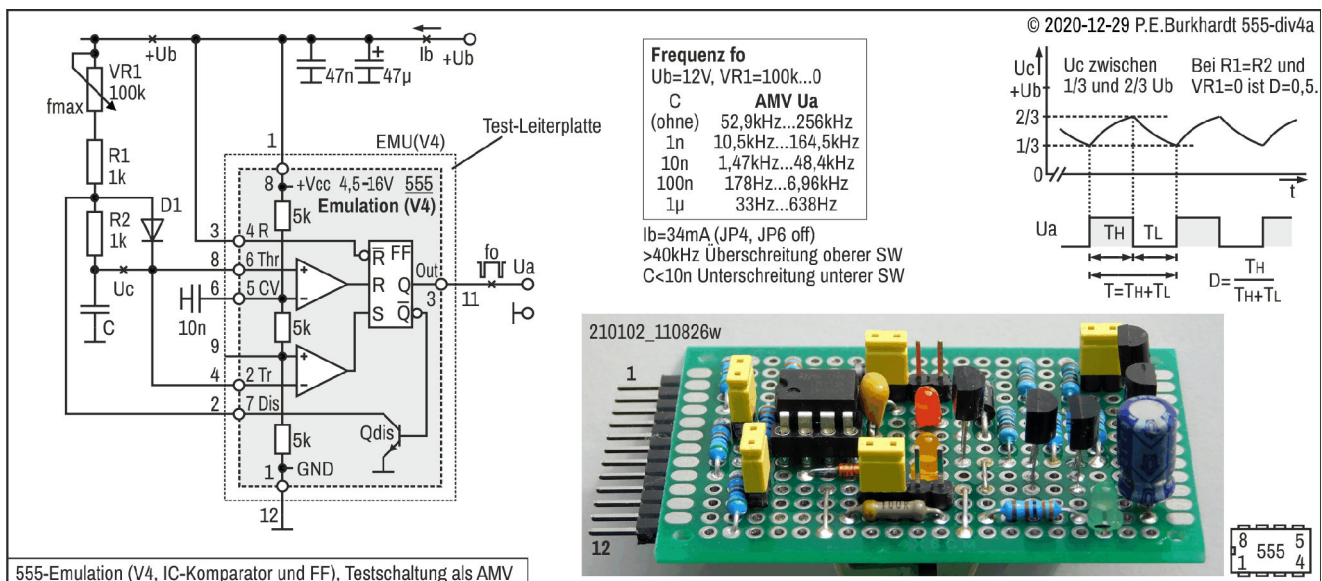 © 2020-12-29 P.E.Burkhardt 555-div4a
+Ub
Ib
+Ub
VR1
100k
fmax
47n
47µ
R1
1k
R2
1k
D1
Uc
C
10n
Test-Leiterplatte
EMU(V4)
1
8
+Vcc 4,5-16V 555
Emulation (V4)
5k
3
4 R
8
6 Thr
6
5 CV
9
4
2 Tr
2
7 Dis
5k
5k
R FF
R Q
S Q
Out
3
11
fo
Ua
Qdis
1
GND
12
Frequenz fo
Ub=12V, VR1=100k...0
C AMV Ua
(ohne) 52,9kHz...256kHz
1n 10,5kHz...164,5kHz
10n 1,47kHz...48,4kHz
100n 178Hz...6,96kHz
1µ 33Hz...638Hz
Ib=34mA (JP4, JP6 off)
>40kHz Überschreitung oberer SW
C<10n Unterschreitung unterer SW
Uc
+Ub
2/3
1/3
0
Uc zwischen
1/3 und 2/3 Ub
Bei R1=R2 und
VR1=0 ist D=0,5.
t
Ua
TH
TL
T=TH+TL
D=TH
TH+TL
210102_110826w
1
12
100k
8 5
555
1 4
555-Emulation (V4, IC-Komparator und FF), Testschaltung als AMV